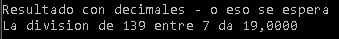 Resultado con decimales - o eso se espera
La division de 139 entre 7 da 19,0000